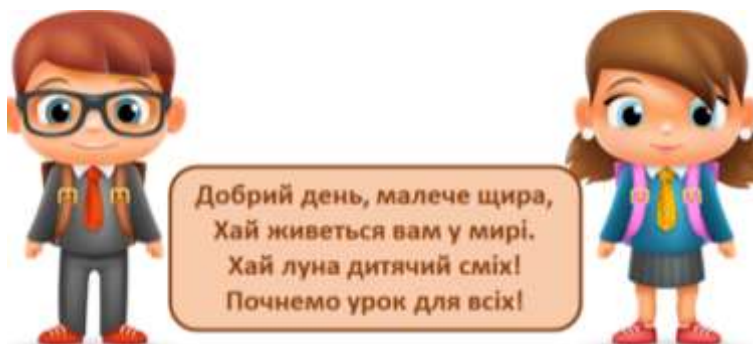 Добрий день, малече щира,
Хай живеться вам у мирі.
Хай луна дитячий сміх!
Почнемо урок для всіх!